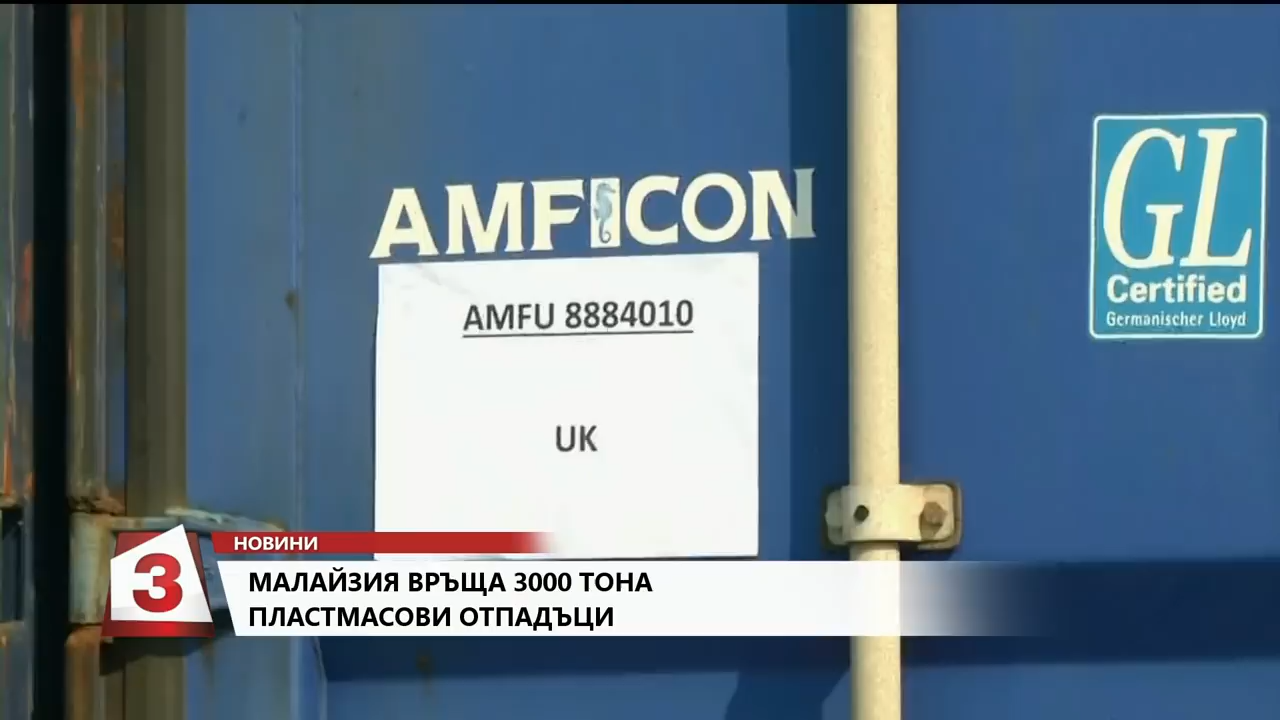 AMFICON
AMFU 8884010
UK
GL
Certified
Germanischer Lloyd
3
НОВИНИ
МАЛАЙЗИЯ ВРЪЩА 3000 ТОНА
ПЛАСТМАСОВИ ОТПАДЪЦИ